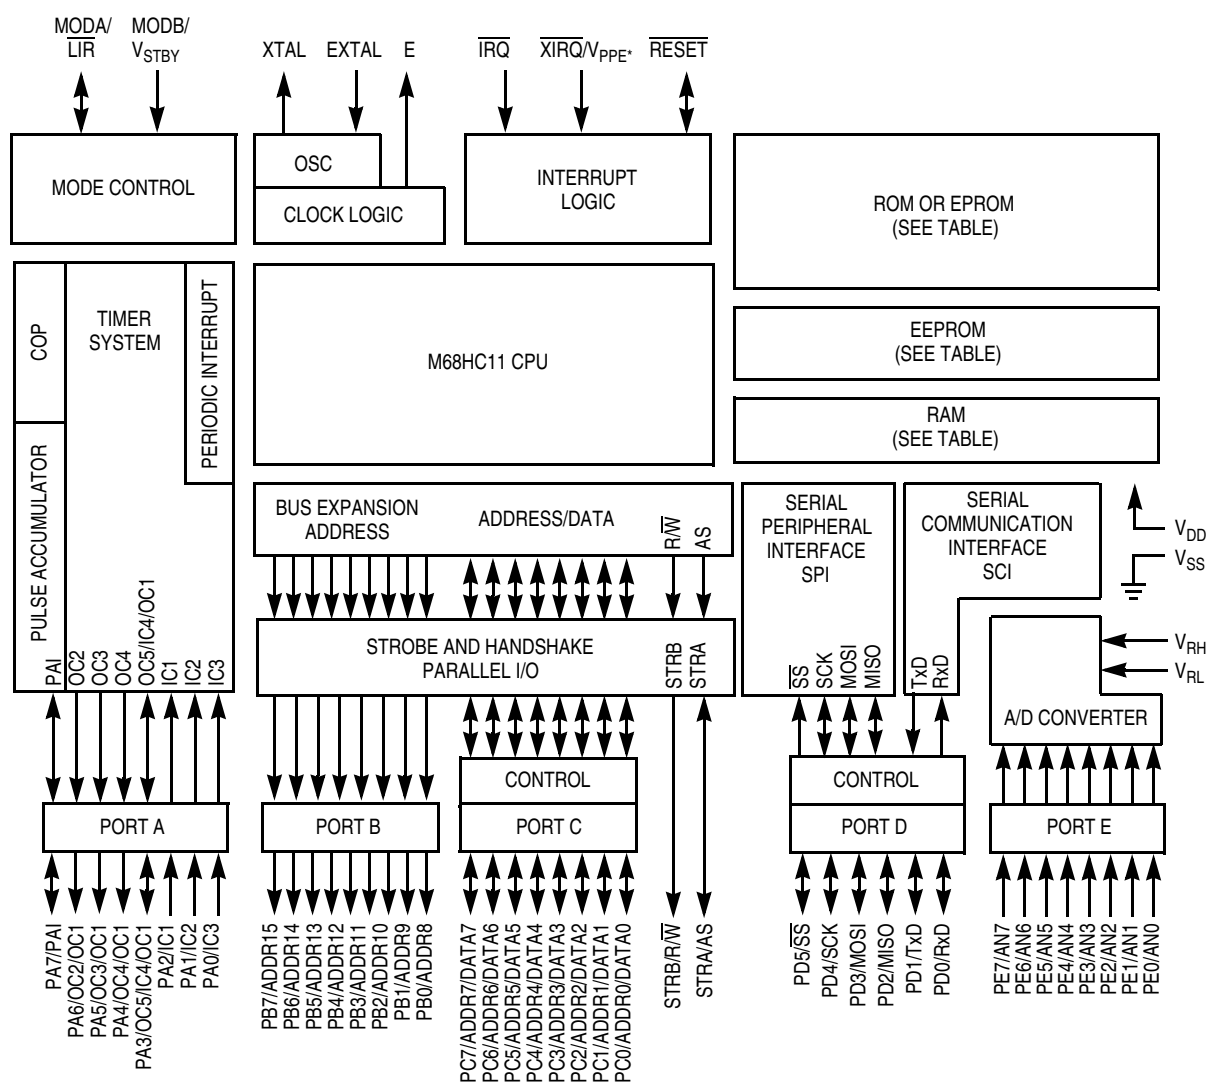 MODA/
LIR
MODB/
VSTBY
XTAL
EXTAL
E
IRQ
XIRQ/VPPE*
RESET
MODE CONTROL
OSC
CLOCK LOGIC
INTERRUPT
LOGIC
ROM OR EPROM
(SEE TABLE)
COP
TIMER
SYSTEM
PERIODIC INTERRUPT
M68HC11 CPU
EEPROM
(SEE TABLE)
RAM
(SEE TABLE)
PULSE ACCUMULATOR
PAI
OC2
OC3
OC4
OC5/IC4/OC1
IC1
IC2
IC3
BUS EXPANSION
ADDRESS
ADDRESS/DATA
R/W
AS
STROBE AND HANDSHAKE
PARALLEL I/O
STRB
STRA
SERIAL
PERIPHERAL
INTERFACE
SPI
SS
SCK
MOSI
MISO
SERIAL
COMMUNICATION
INTERFACE
SCI
TxD
RxD
VDD
VSS
VRH
VRL
A/D CONVERTER
CONTROL
CONTROL
PORT A
PORT B
PORT C
PORT D
PORT E
PA7/PAI
PA6/OC2/OC1
PA5/OC3/OC1
PA4/OC4/OC1
PA3/OC5/IC4/OC1
PA2/IC1
PA1/IC2
PA0/IC3
PB7/ADDR15
PB6/ADDR14
PB5/ADDR13
PB4/ADDR12
PB3/ADDR11
PB2/ADDR10
PB1/ADDR9
PB0/ADDR8
PC7/ADDR7/DATA7
PC6/ADDR6/DATA6
PC5/ADDR5/DATA5
PC4/ADDR4/DATA4
PC3/ADDR3/DATA3
PC2/ADDR2/DATA2
PC1/ADDR1/DATA1
PC0/ADDR0/DATA0
STRB/R/W
STRA/AS
PD5/SS
PD4/SCK
PD3/MOSI
PD2/MISO
PD1/TxD
PD0/RxD
PE7/AN7
PE6/AN6
PE5/AN5
PE4/AN4
PE3/AN3
PE2/AN2
PE1/AN1
PE0/AN0